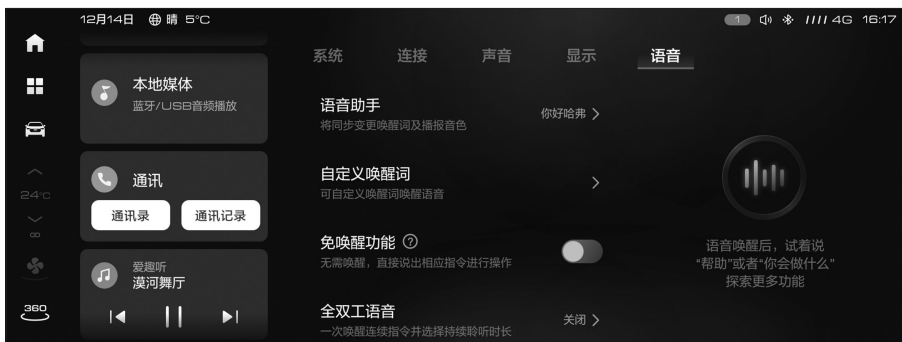 12月14日 晴 5°C
1 4G 16:17
本地媒体
蓝牙/USB音频播放
24°C
通讯
通讯录 通讯记录
爱趣听
漠河舞厅
360
系统 连接 声音 显示 语音
语音助手
将同步变更唤醒词及播报音色
你好哈弗
自定义唤醒词
可自定义唤醒词唤醒语音
免唤醒功能 ?
无需唤醒，直接说出相应指令进行操作
全双工语音
一次唤醒连续指令并选择持续聆听时长
关闭
语音唤醒后，试着说
“帮助”或者“你会做什么”
探索更多功能